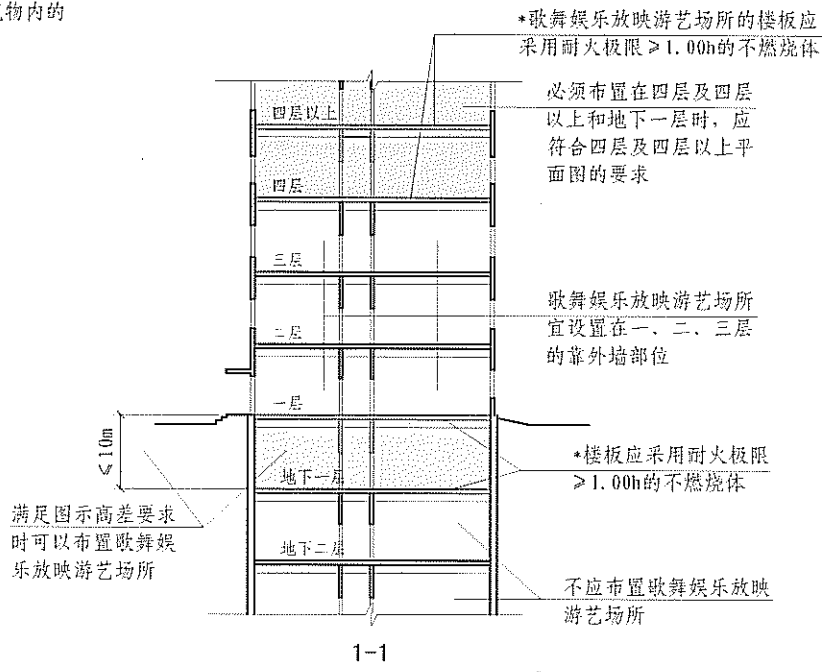 物内的
*歌舞娱乐放映游艺场所的楼板应
采用耐火极限≥1.00h的不燃烧体
必须布置在四层及四层
以上和地下一层时，应
符合四层及四层以上平
面图的要求
四层以上
四层
三层
歌舞娱乐放映游艺场所
宜设置在一、二、三层
的靠外墙部位
二层
一层
≤10m
*楼板应采用耐火极限
≥1.00h的不燃烧体
地下一层
满足图示高差要求
时可以布置歌舞娱
乐放映游艺场所
地下二层
不应布置歌舞娱乐放映
游艺场所
1-1